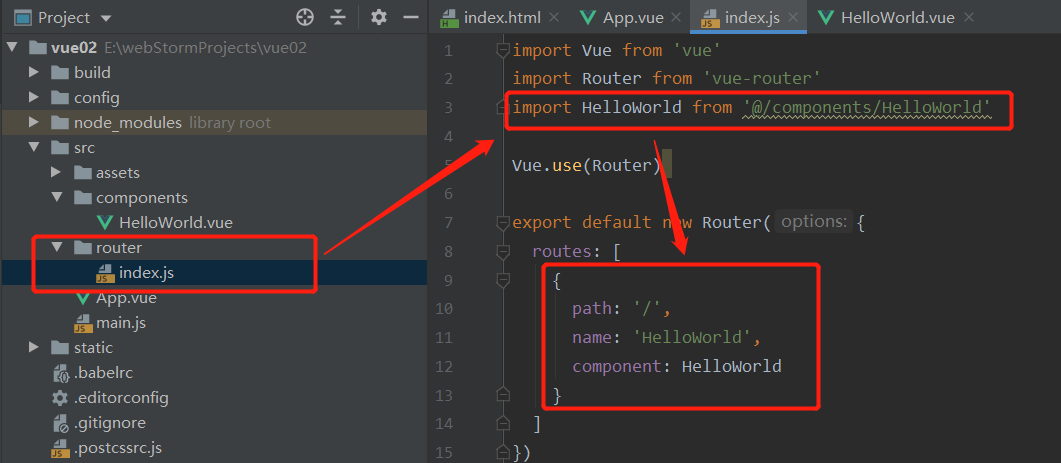 Project
vue02 E:\webStormProjects\vue02
build
config
node_modules library root
src
assets
components
HelloWorld.vue
router
index.js
App.vue
main.js
static
.babelrc
.editorconfig
.gitignore
.postcssrc.js
index.html
App.vue
index.js
HelloWorld.vue
1 import Vue from 'vue'
2 import Router from 'vue-router'
3 import HelloWorld from '@/components/HelloWorld'
4
5 Vue.use(Router)
6
7 export default new Router( options: {
8 routes: [
9 {
10 path: '/',
11 name: 'HelloWorld',
12 component: HelloWorld
13 }
14 ]
15 })